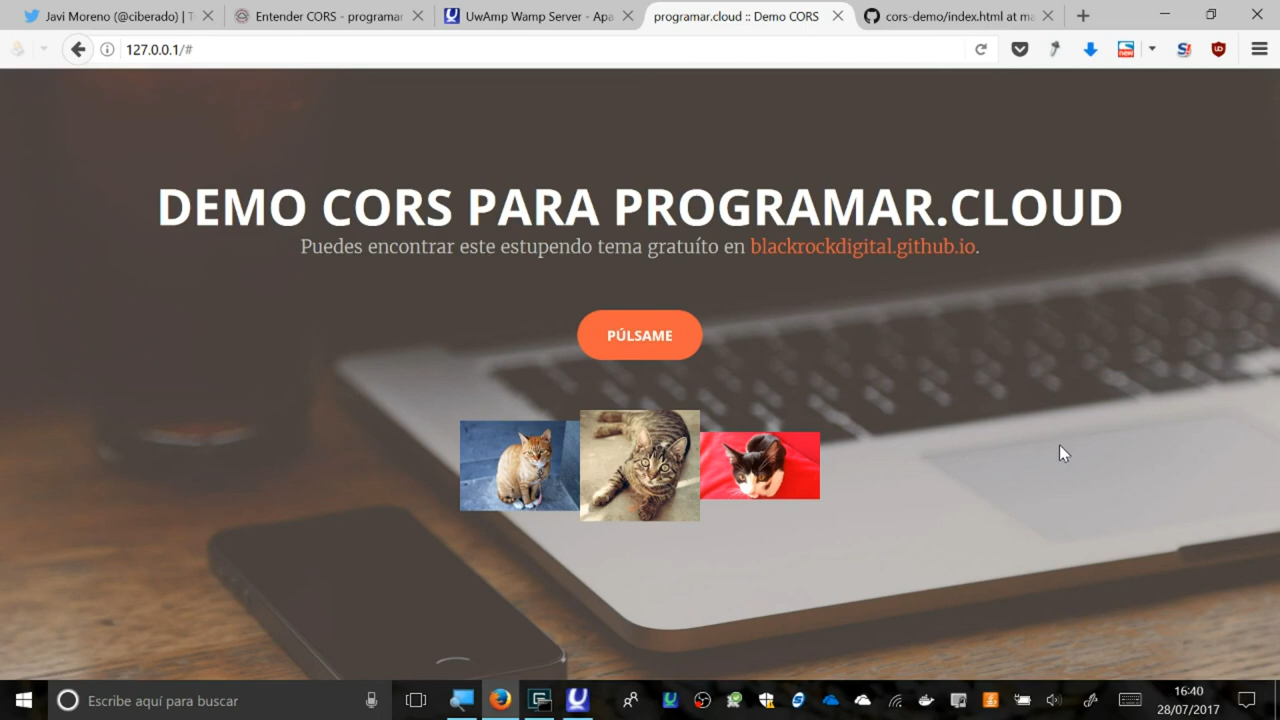 Javi Moreno (@ciberado) | T
Entender CORS - programar
UwAmp Wamp Server - Apa
programar.cloud :: Demo CORS
cors-demo/index.html at ma
127.0.0.1/#
DEMO CORS PARA PROGRAMAR.CLOUD
Puedes encontrar este estupendo tema gratuíto en blackrockdigital.github.io.
PÚLSAME
Escribe aquí para buscar
16:40
28/07/2017